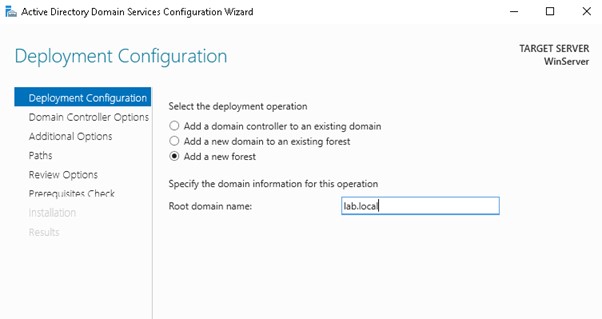 Active Directory Domain Services Configuration Wizard
Deployment Configuration
TARGET SERVER
WinServer
Deployment Configuration
Domain Controller Options
Additional Options
Paths
Review Options
Prerequisites Check
Installation
Results
Select the deployment operation
Add a domain controller to an existing domain
Add a new domain to an existing forest
Add a new forest
Specify the domain information for this operation
Root domain name: lab.local